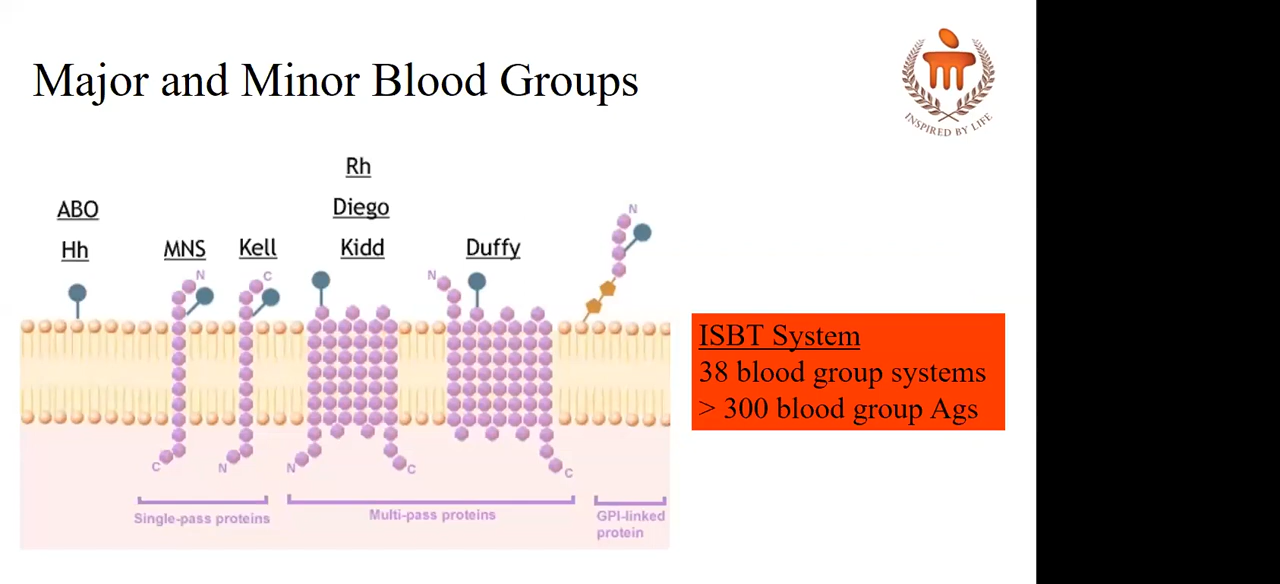 Major and Minor Blood Groups
INSPIRED BY LIFE
Rh
ABO
Diego
Hh
MNS
Kell
Kidd
Duffy
N
C
N
N
C
N
N
C
C
Single-pass proteins
Multi-pass proteins
GPI-linked
protein
ISBT System
38 blood group systems
> 300 blood group Ags